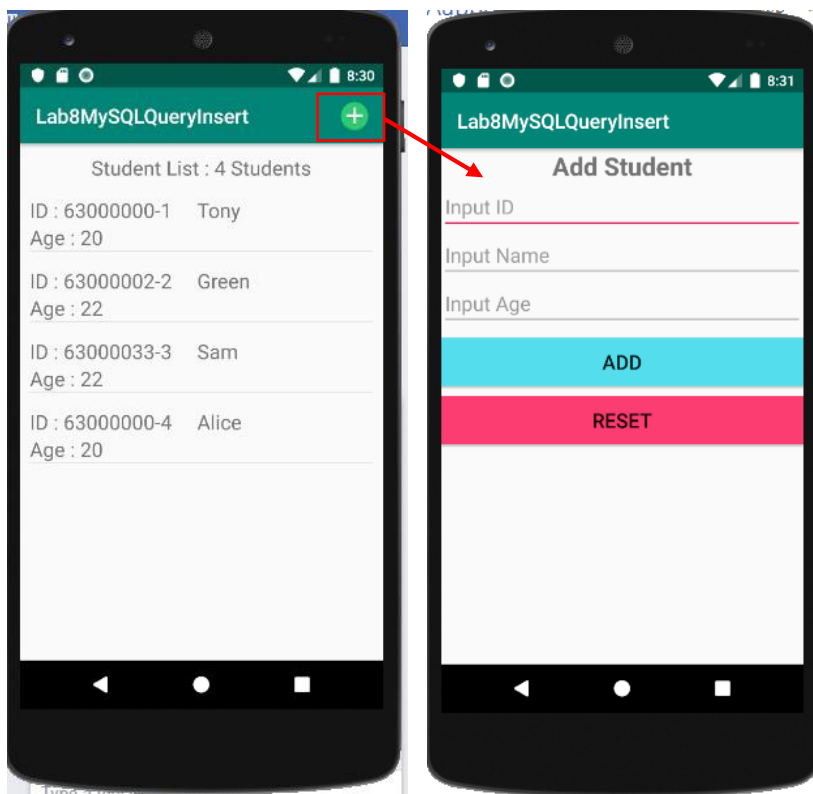 8:30
Lab8MySQLQueryInsert
Student List : 4 Students
ID : 63000000-1 Tony
Age : 20
ID : 63000002-2 Green
Age : 22
ID : 63000033-3 Sam
Age : 22
ID : 63000000-4 Alice
Age : 20
8:31
Lab8MySQLQueryInsert
Add Student
Input ID
Input Name
Input Age
ADD
RESET